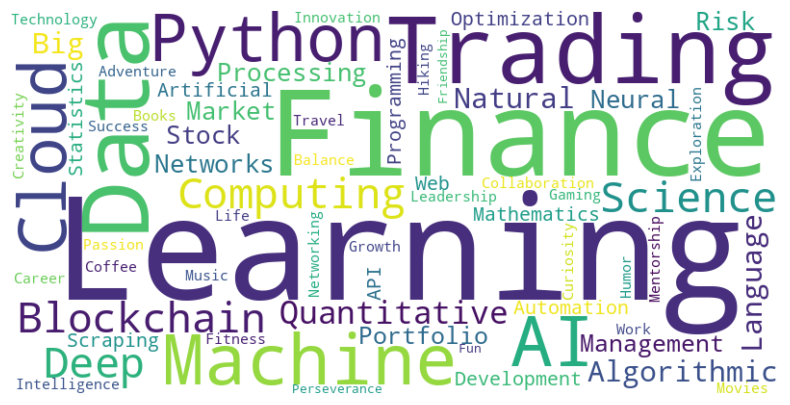 Technology
Innovation
Optimization
Risk
Python
Trading
Big
Data
Cloud
Adventure
Processing
Programming
Hiking
Friendship
Artificial
Natural
Neural
Statistics
Creativity
Success
Books
Market
Travel
Finance
Exploration
Stock
Networks
Balance
Computing
Web
Collaboration
Leadership
Gaming
Science
Mathematics
Life
Learning
Passion
Coffee
Career
Music
Networking
Growth
API
Curiosity
Humor
Mentorship
Language
Blockchain
Quantitative
Automation
Scraping
Fitness
Portfolio
AI
Work
Management
Fun
Deep
Machine
Development
Algorithmic
Intelligence
Perseverance
Movies